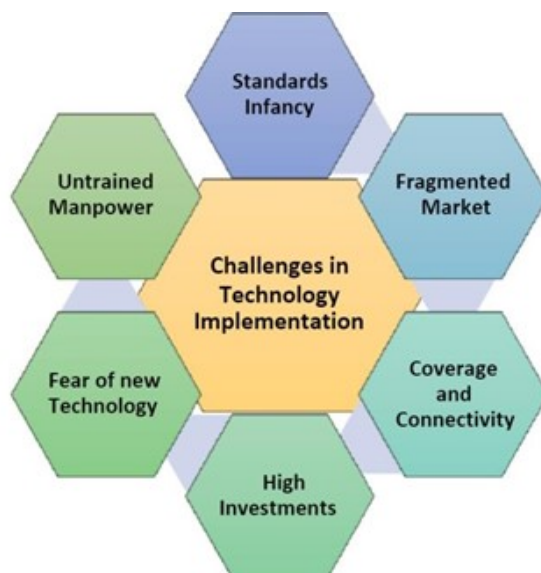 Standards
Infancy
Untrained
Manpower
Fragmented
Market
Challenges in
Technology
Implementation
Fear of new
Technology
Coverage
and
Connectivity
High
Investments